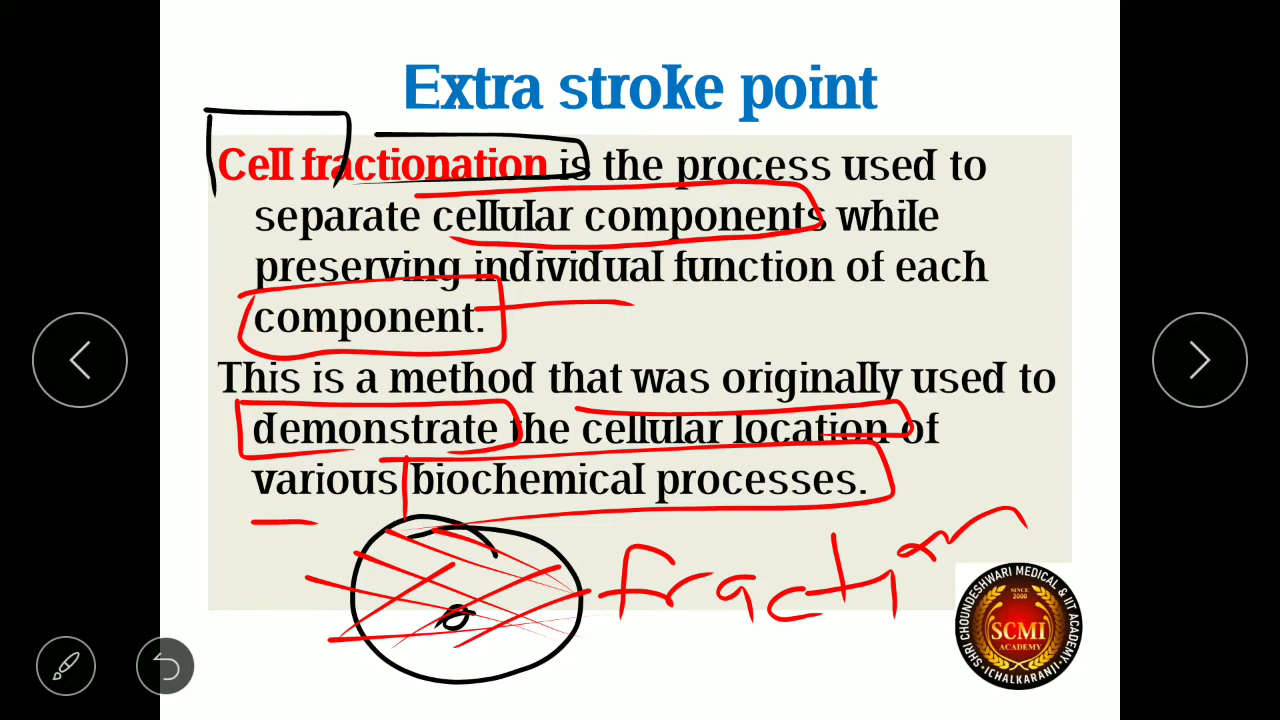 Extra stroke point
Cell fractionation is the process used to
separate cellular components while
preserving individual function of each
component.
This is a method that was originally used to
demonstrate the cellular location of
various biochemical processes.
fraction
SHRI CHOUNDESHWARI MEDICAL & IIT ACADEMY
SINCE
2000
SCMI
ACADEMY
ICHALKARANJI